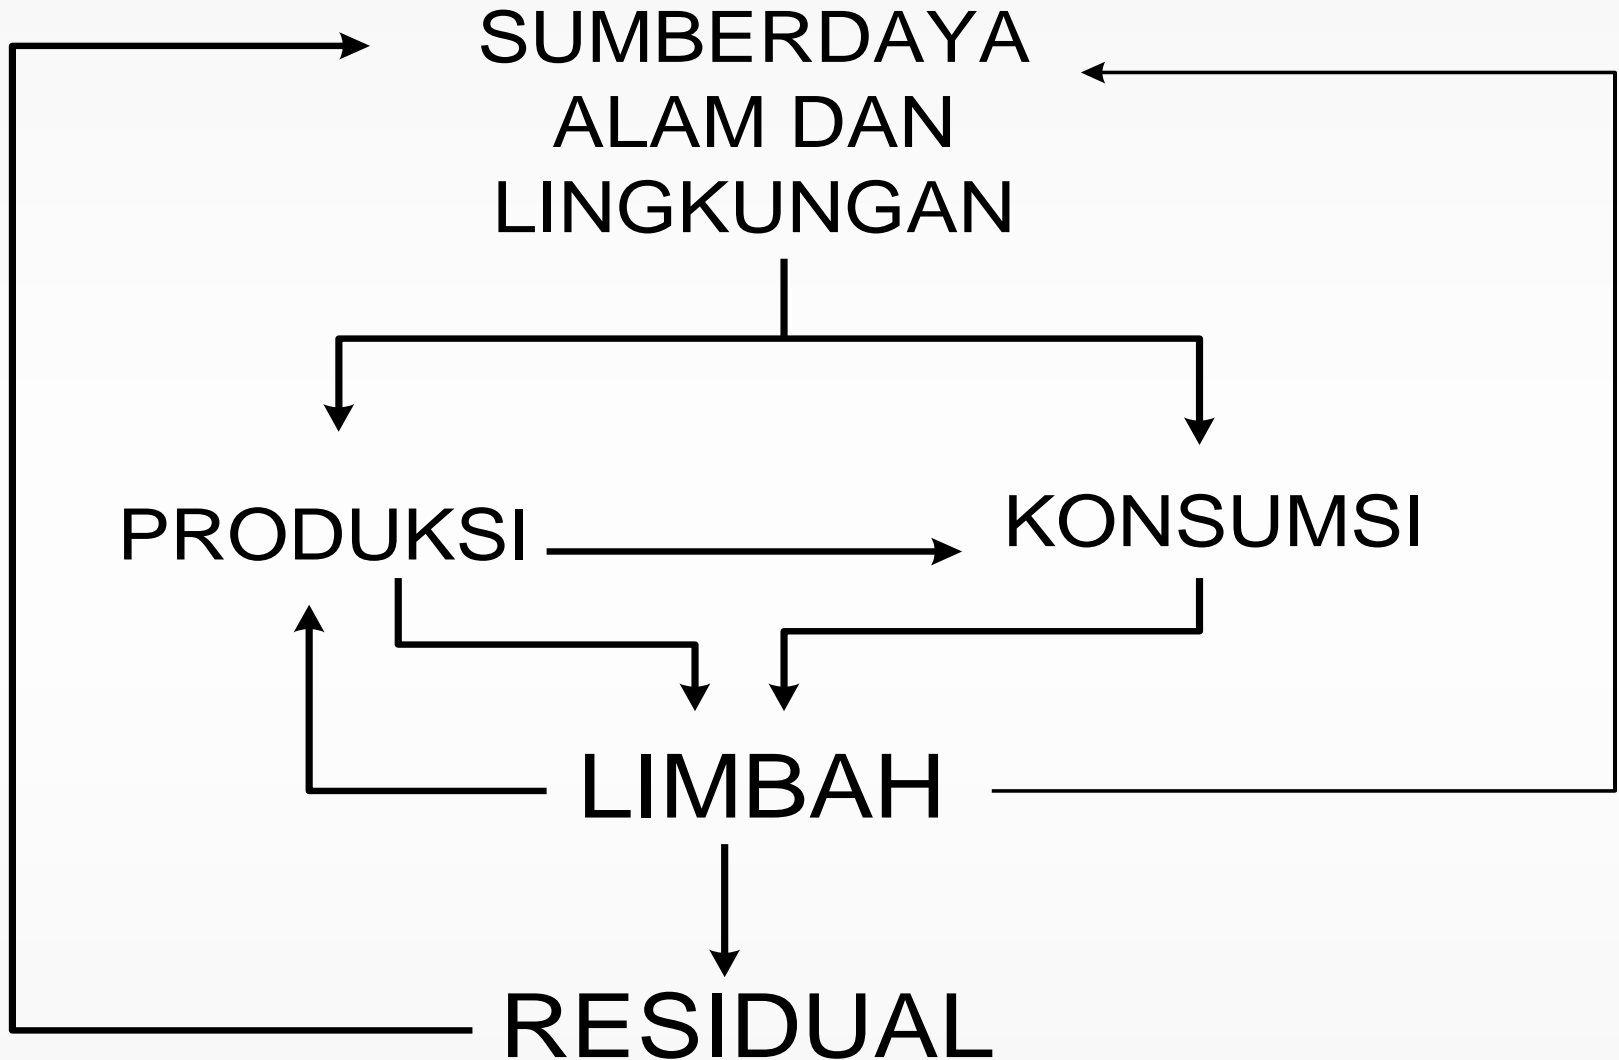 SUMBERDAYA
ALAM DAN
LINGKUNGAN
PRODUKSI
KONSUMSI
LIMBAH
RESIDUAL